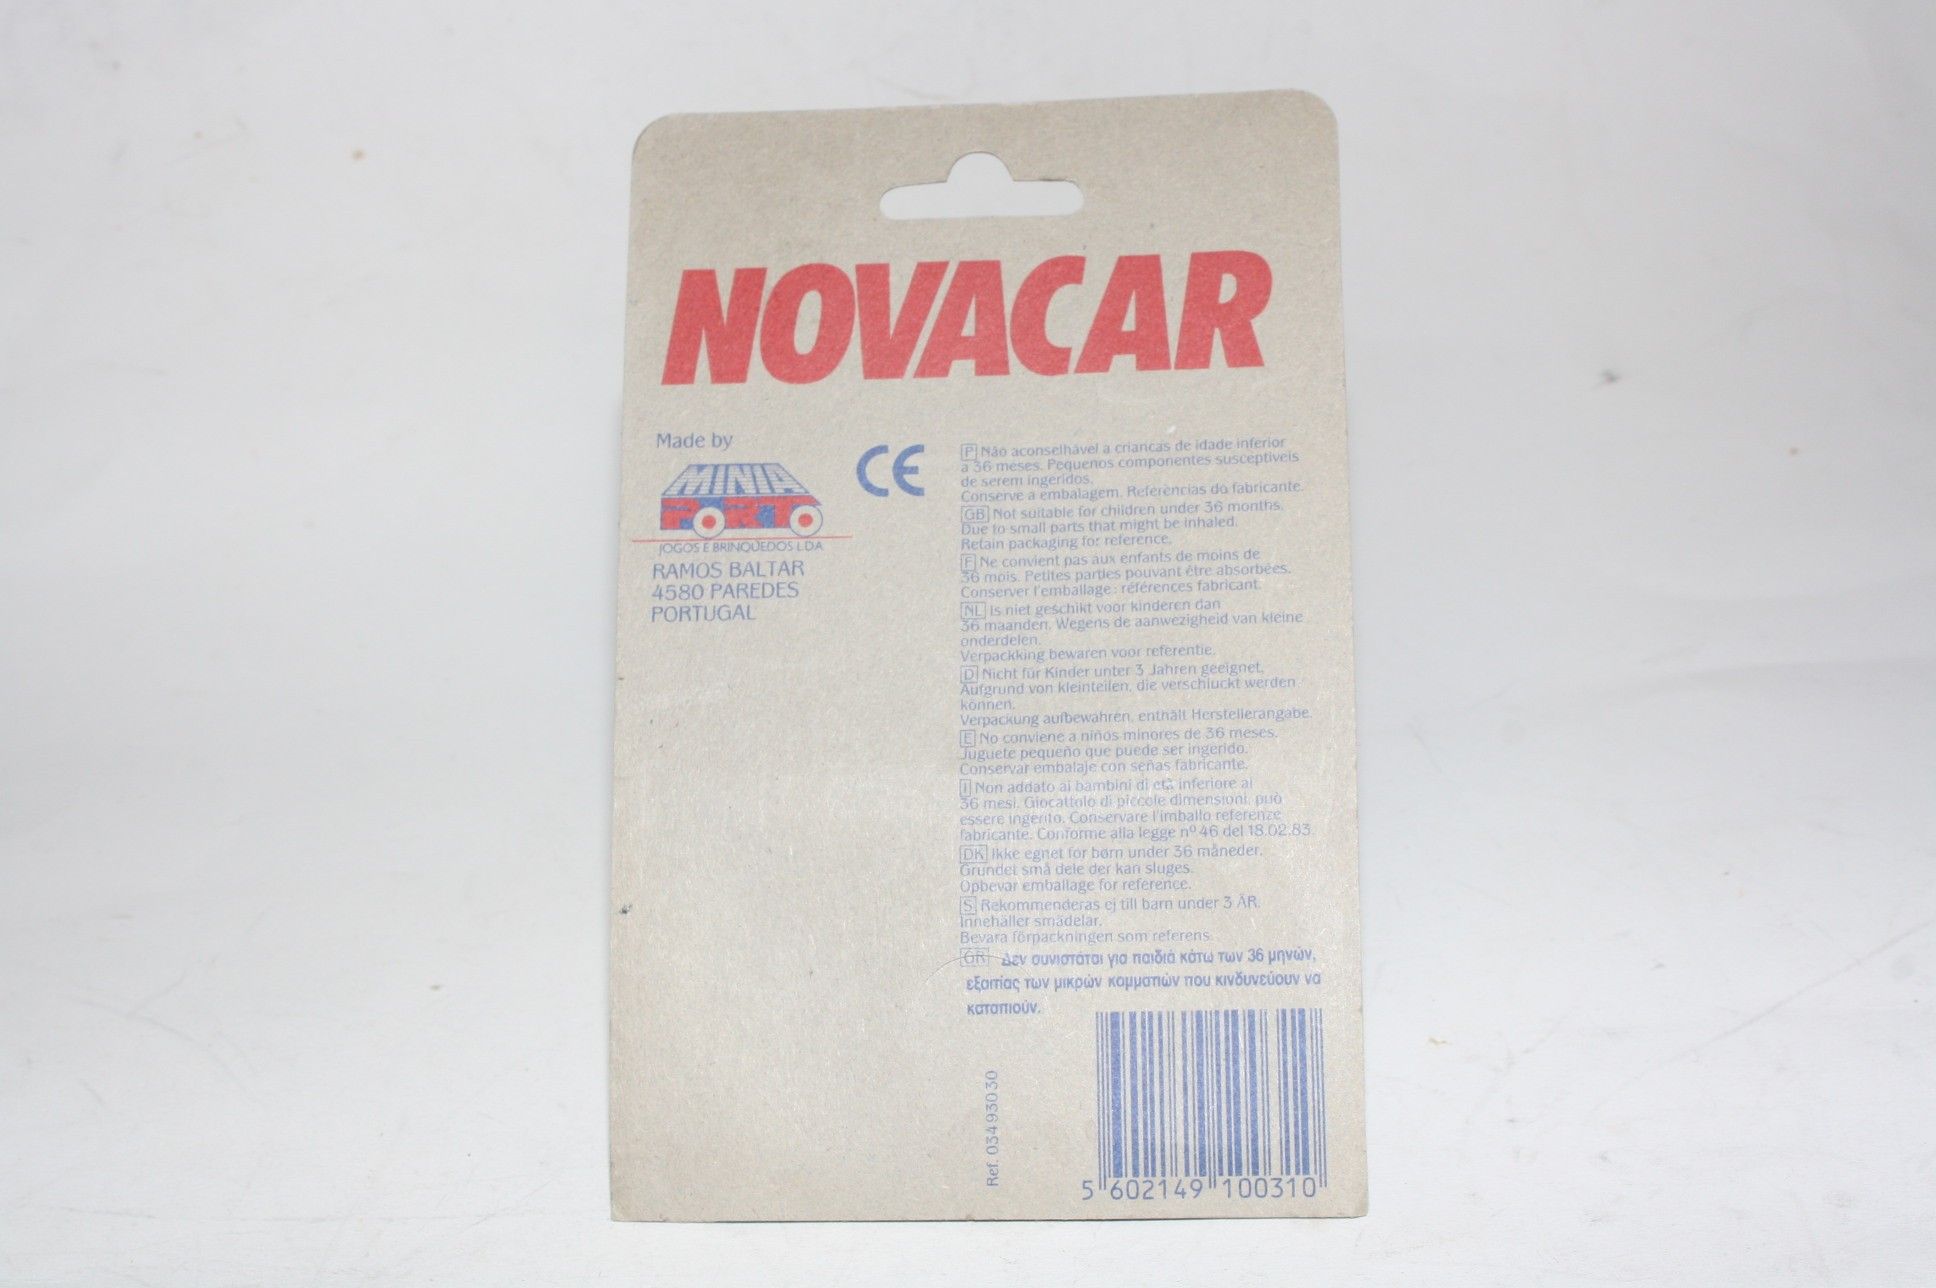 NOVACAR
Made by
MINIA
PORTO
JOGOS E BRINQUEDOS LDA
RAMOS BALTAR
4580 PAREDES
PORTUGAL
CE
P Não aconselhável a criancas de idade inferior
a 36 meses. Pequenos componentes susceptiveis
de serem ingeridos.
Conserve a embalagem. Referências do fabricante.
GB Not suitable for children under 36 months.
Due to small parts that might be inhaled.
Retain packaging for reference.
F Ne convient pas aux enfants de moins de
36 mois. Petites parties pouvant être absorbées.
Conserver l'emballage : références fabricant.
NL Is niet geschikt voor kinderen dan
36 maanden. Wegens de aanwezigheid van kleine
onderdelen.
Verpackking bewaren voor referentie.
D Nicht für Kinder unter 3 Jahren geeignet.
Aufgrund von kleinteilen, die verschluckt werden
können.
Verpackung aufbewahren, enthält Herstellerangabe.
E No conviene a niños minores de 36 meses.
Juguete pequeño que puede ser ingerido.
Conservar embalaje con señas fabricante.
I Non addato ai bambini di età inferiore ai
36 mesi. Giocattolo di piccole dimensioni, può
essere ingerito. Conservare l'imballo referenze
fabricante. Conforme alla legge nº 46 del 18.02.83.
DK Ikke egnet for børn under 36 måneder.
Grundet små dele der kan sluges.
Opbevar emballage for reference.
S Rekommenderas ej till barn under 3 ÅR.
Innehåller smådelar.
Bevara förpackningen som referens.
GR Δεν συνιστάται για παιδιά κάτω των 36 μηνών,
εξαιτίας των μικρών κομματιών που κινδυνεύουν να
καταπιούν.
Ref. 034 930 30
5 602149 100310